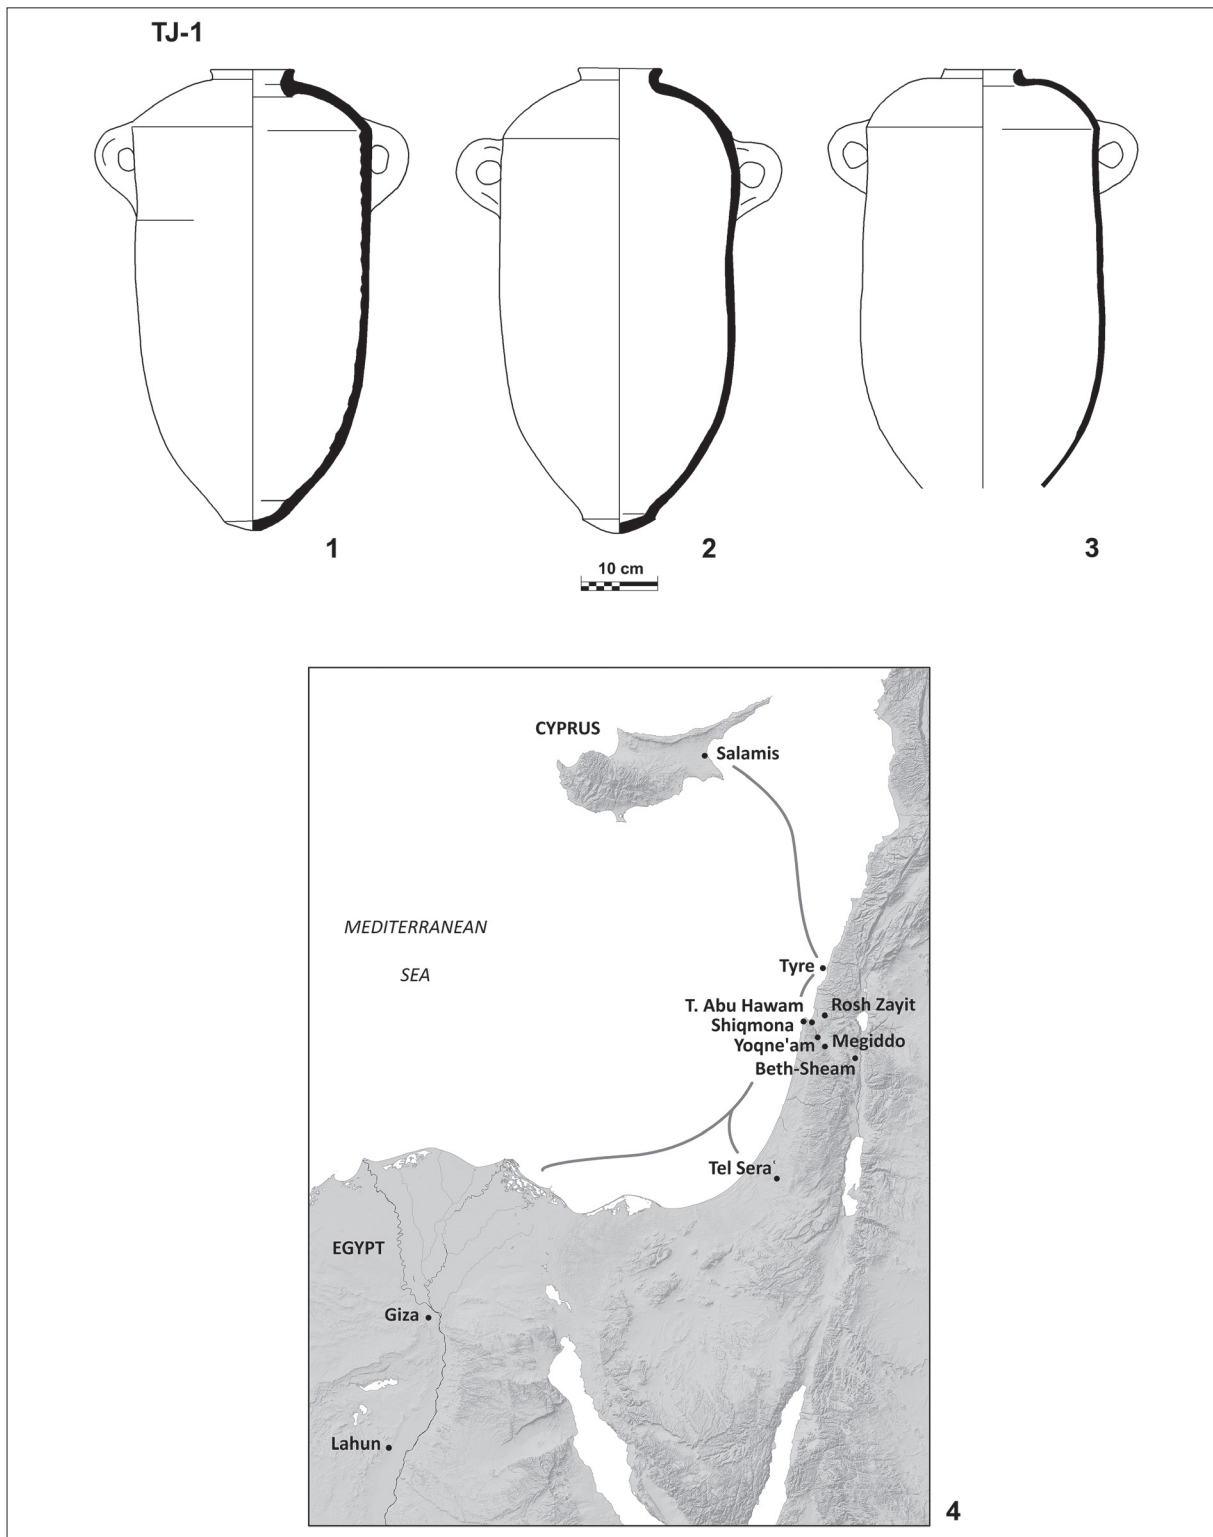 TJ-1
1
2
3
10 cm
CYPRUS
Salamis
MEDITERRANEAN
SEA
Tyre
T. Abu Hawam
Rosh Zayit
Shiqmona
Yoqne'am
Megiddo
Beth-Sheam
Tel Seraʿ
EGYPT
Giza
Lahun
4